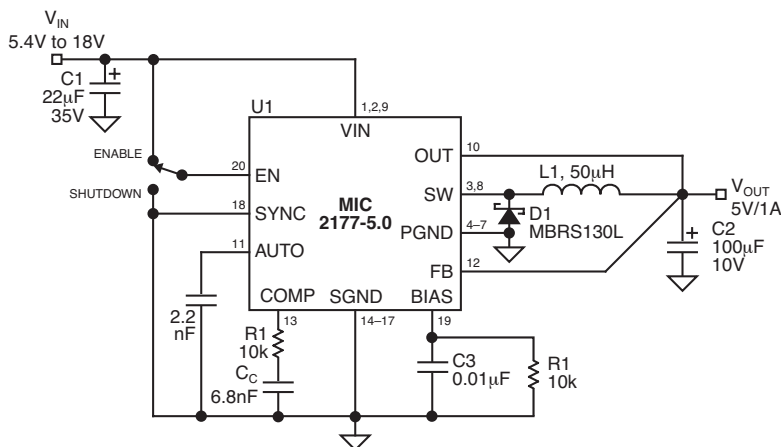 V_IN
5.4V to 18V
C1
22µF
35V
+
U1
1,2,9
VIN
ENABLE
SHUTDOWN
20
EN
18
SYNC
11
AUTO
MIC
2177-5.0
OUT
10
SW
3,8
PGND
4–7
FB
12
COMP
SGND
BIAS
13
14–17
19
L1, 50µH
D1
MBRS130L
V_OUT
5V/1A
+
C2
100µF
10V
2.2
nF
R1
10k
C_C
6.8nF
C3
0.01µF
R1
10k